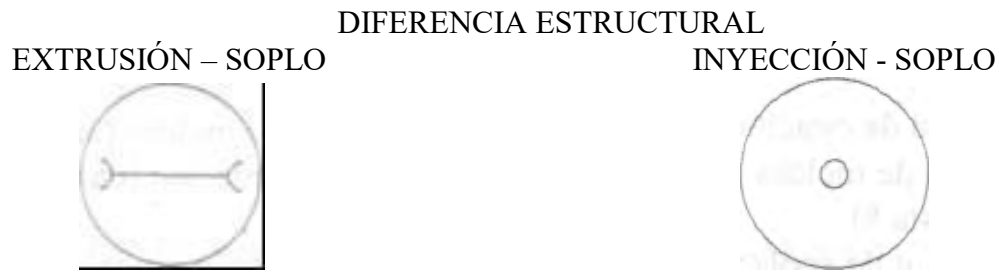 DIFERENCIA ESTRUCTURAL
EXTRUSIÓN – SOPLO INYECCIÓN - SOPLO